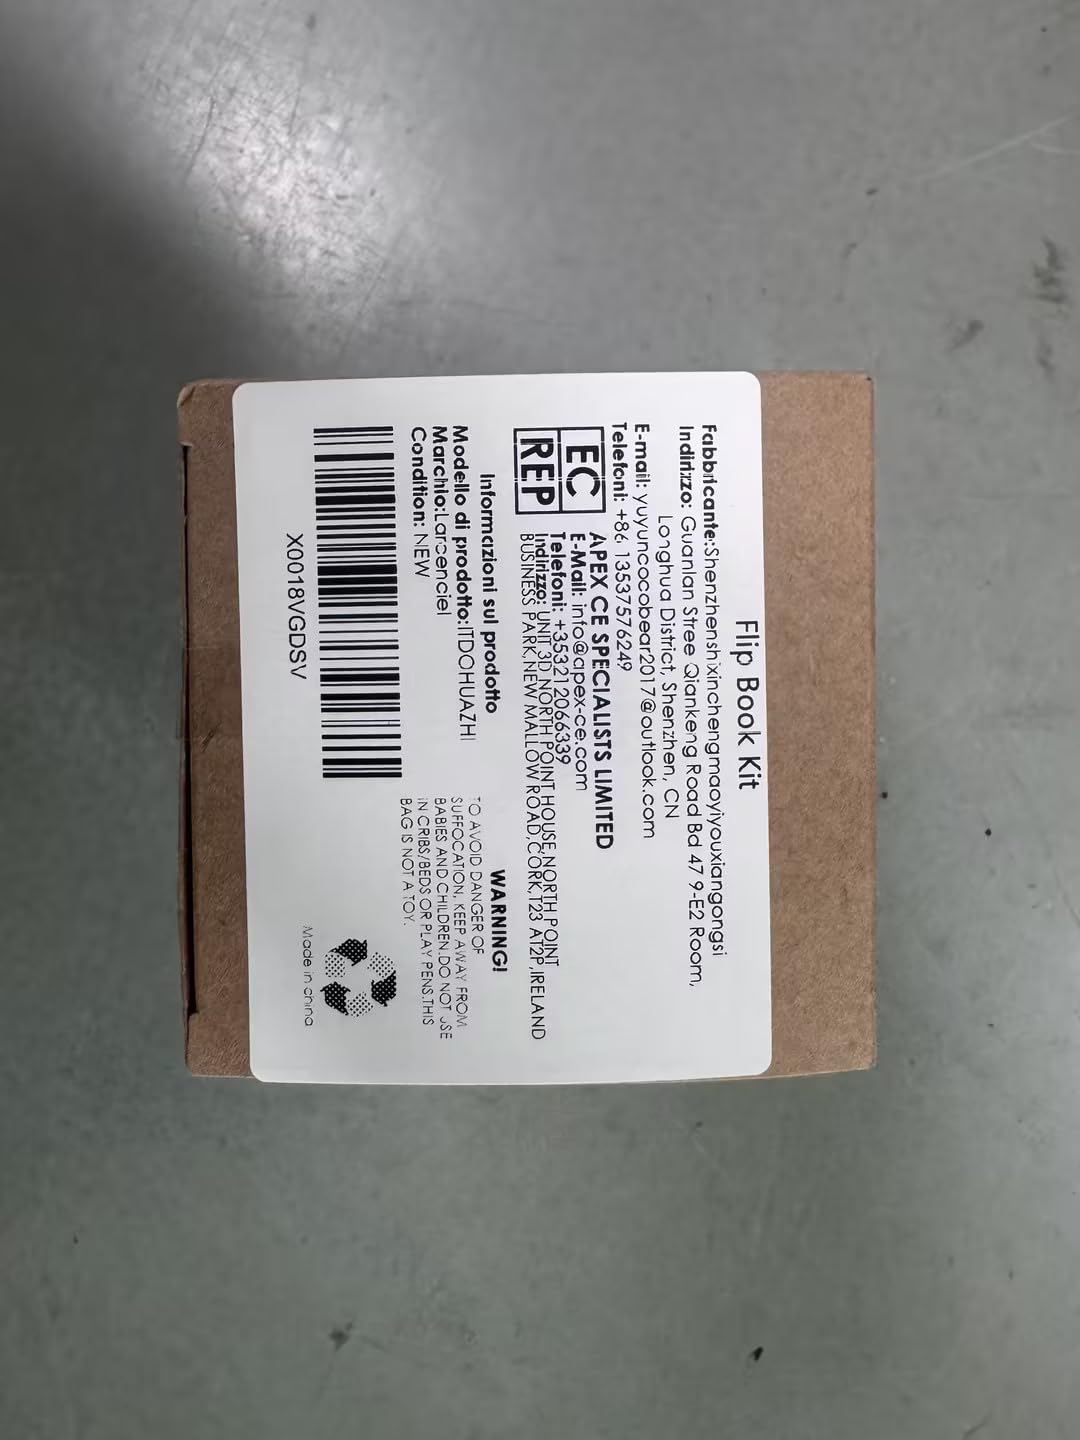 Flip Book Kit
Fabbricante:Shenzhenshixinchengmaoyiyouxiangongsi
Indirizzo: Guanlan Stree Qiankeng Road Bd 47 9-E2 Room,
Longhua District, Shenzhen, CN
E-mail: yuyuncocobear2017@outlook.com
Telefoni: +86 13537576249
EC
REP
APEX CE SPECIALISTS LIMITED
E-Mail: info@apex-ce.com
Telefoni: +353212066339
Indirizzo: UNIT 3D NORTH POINT HOUSE,NORTH POINT
BUSINESS PARK,NEW MALLOW ROAD,CORK,T23 AT2P,IRELAND
Informazioni sul prodotto
Modello di prodotto:ITDOHUAZHI
Marchio:Larcenciel
Condition: NEW
X0018VGDSV
WARNING!
TO AVOID DANGER OF
SUFFOCATION, KEEP AWAY FROM
BABIES AND CHILDREN.DO NOT USE
IN CRIBS/BEDS OR PLAY PENS.THIS
BAG IS NOT A TOY.
Made in china